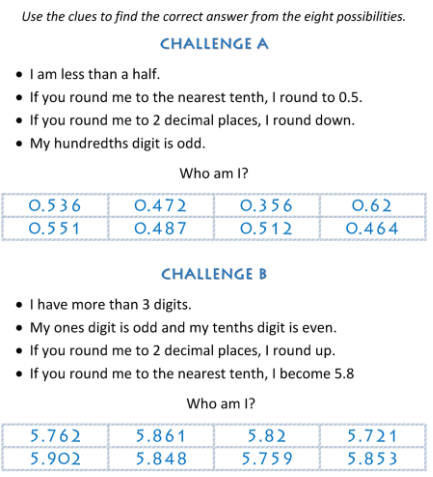 Use the clues to find the correct answer from the eight possibilities.
CHALLENGE A
• I am less than a half.
• If you round me to the nearest tenth, I round to 0.5.
• If you round me to 2 decimal places, I round down.
• My hundredths digit is odd.
Who am I?
0.536 0.472 0.356 0.62
0.551 0.487 0.512 0.464
CHALLENGE B
• I have more than 3 digits.
• My ones digit is odd and my tenths digit is even.
• If you round me to 2 decimal places, I round up.
• If you round me to the nearest tenth, I become 5.8
Who am I?
5.762 5.861 5.82 5.721
5.902 5.848 5.759 5.853